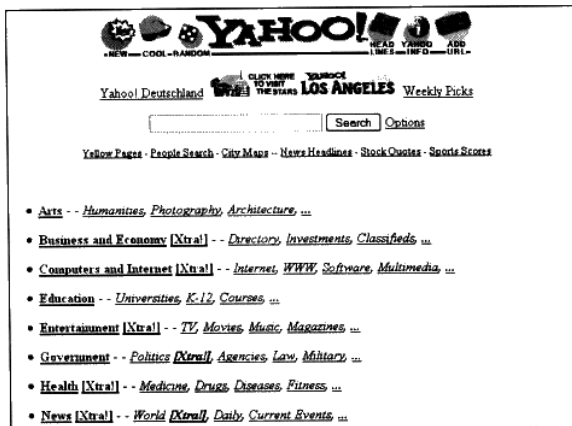 NEW COOL RANDOM YAHOO! HEAD LINES YAHOO INFO ADD URL
Yahoo! Deutschland CLICK HERE TO VISIT THE STARS YAHOO! LOS ANGELES Weekly Picks
Search Options
Yellow Pages - People Search - City Maps -- News Headlines - Stock Quotes - Sports Scores
• Arts - - Humanities, Photography, Architecture, ...
• Business and Economy [Xtra!] - - Directory, Investments, Classifieds, ...
• Computers and Internet [Xtra!] - - Internet, WWW, Software, Multimedia, ...
• Education - - Universities, K-12, Courses, ...
• Entertainment [Xtra!] - - TV, Movies, Music, Magazines, ...
• Government - - Politics [Xtra!], Agencies, Law, Military, ...
• Health [Xtra!] - - Medicine, Drugs, Diseases, Fitness, ...
• News [Xtra!] - - World [Xtra!], Daily, Current Events, ...